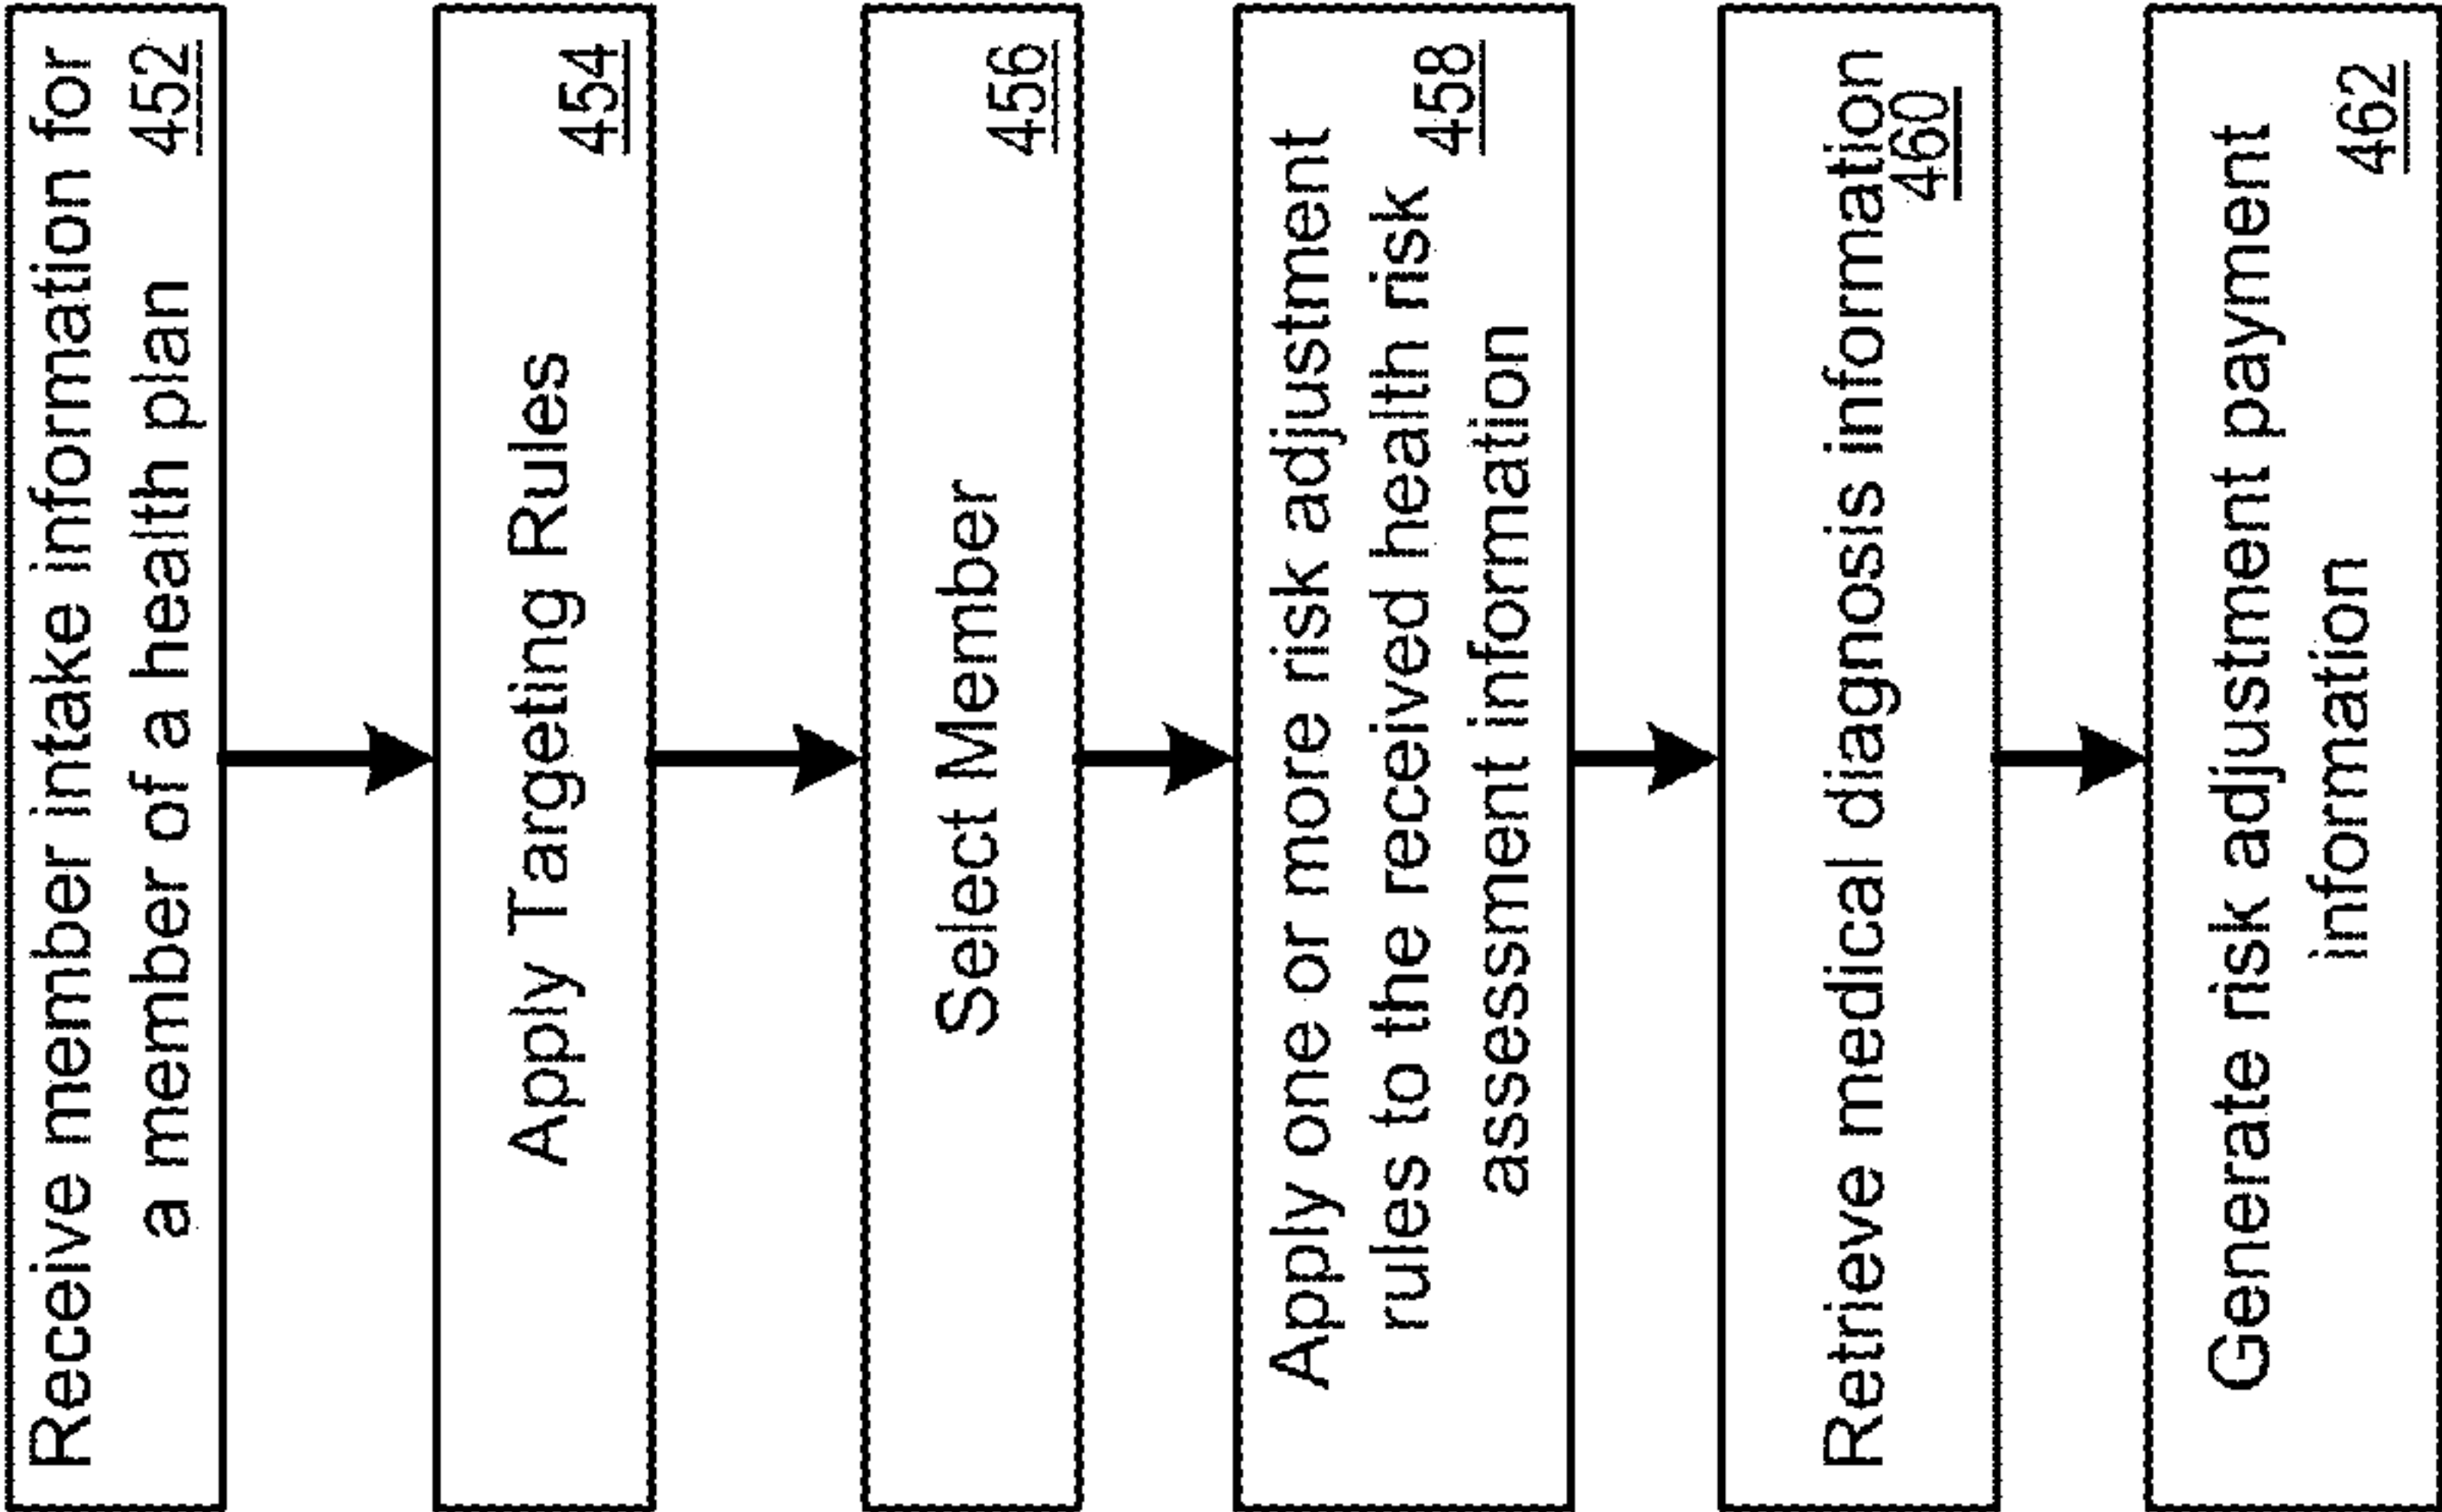 Receive member intake information for
a member of a health plan 452
Apply Targeting Rules
454
Select Member
456
Apply one or more risk adjustment
rules to the received health risk 458
assessment information
Retrieve medical diagnosis information
460
Generate risk adjustment payment
information 462